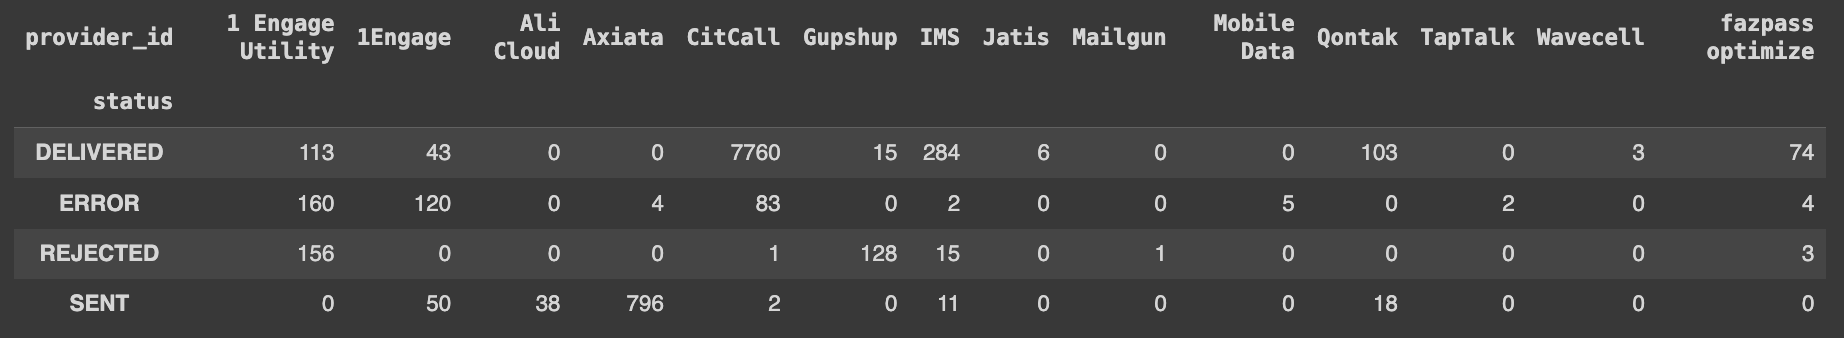 provider_id 1 Engage Utility 1Engage Ali Cloud Axiata CitCall Gupshup IMS Jatis Mailgun Mobile Data Qontak TapTalk Wavecell fazpass optimize
status
DELIVERED 113 43 0 0 7760 15 284 6 0 0 103 0 3 74
ERROR 160 120 0 4 83 0 2 0 0 5 0 2 0 4
REJECTED 156 0 0 0 1 128 15 0 1 0 0 0 0 3
SENT 0 50 38 796 2 0 11 0 0 0 18 0 0 0